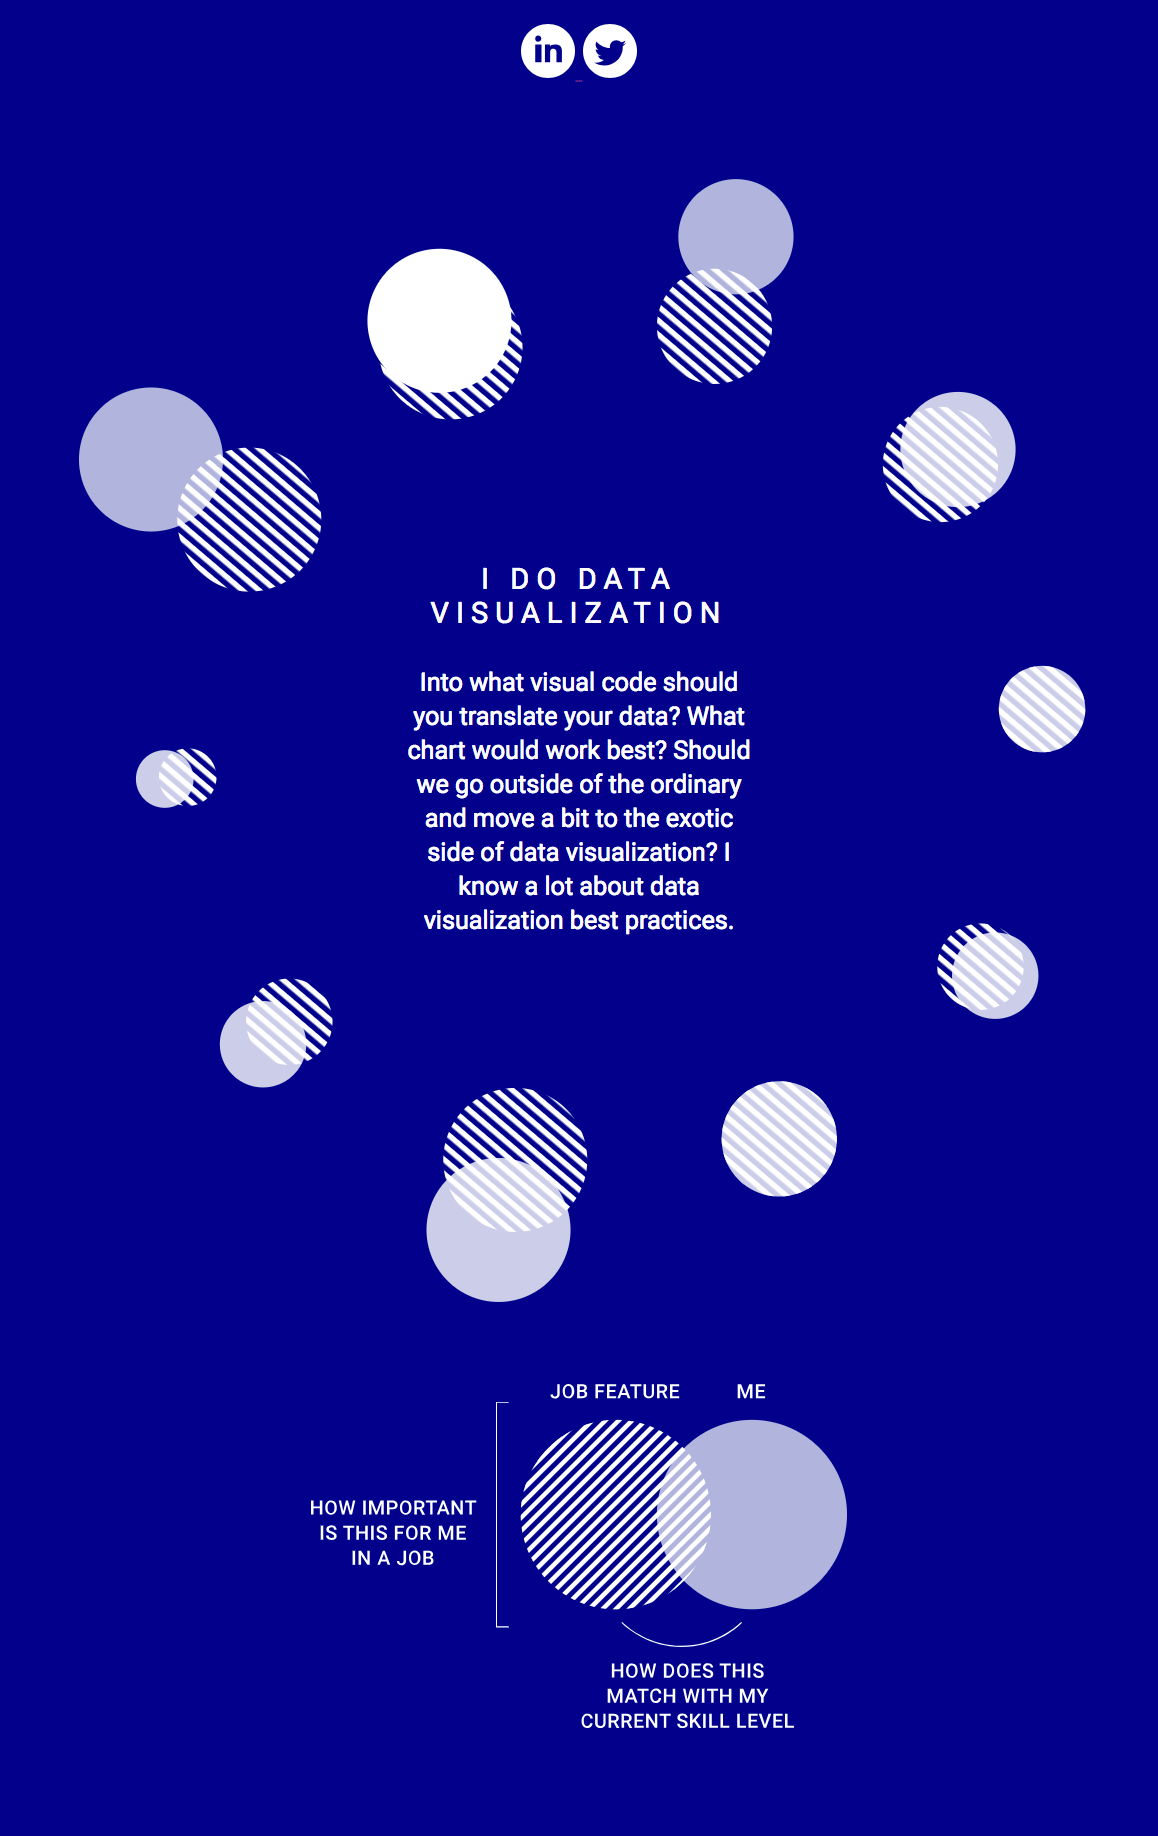 in
I DO DATA
VISUALIZATION
Into what visual code should
you translate your data? What
chart would work best? Should
we go outside of the ordinary
and move a bit to the exotic
side of data visualization? I
know a lot about data
visualization best practices.
JOB FEATURE ME
HOW IMPORTANT
IS THIS FOR ME
IN A JOB
HOW DOES THIS
MATCH WITH MY
CURRENT SKILL LEVEL